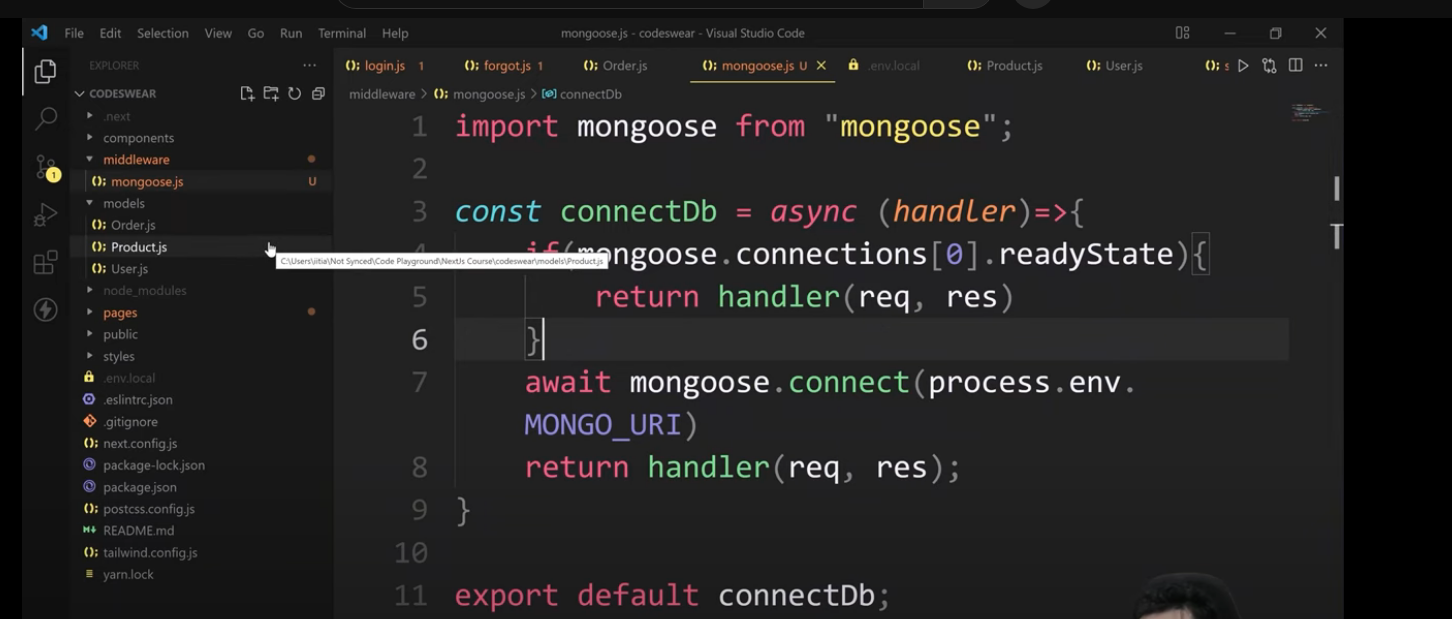 File Edit Selection View Go Run Terminal Help
mongoose.js - codeswear - Visual Studio Code
EXPLORER
login.js 1
forgot.js 1
Order.js
mongoose.js U
.env.local
Product.js
User.js
s
CODESWEAR
middleware > mongoose.js > connectDb
.next
components
middleware
mongoose.js U
models
Order.js
Product.js
User.js
node_modules
pages
public
styles
.env.local
.eslintrc.json
.gitignore
next.config.js
package-lock.json
package.json
postcss.config.js
README.md
tailwind.config.js
yarn.lock
1
C:\Users\iitia\Not Synced\Code Playground\NextJs Course\codeswear\models\Product.js
1 import mongoose from "mongoose";
2
3 const connectDb = async (handler)=>{
4 if(mongoose.connections[0].readyState){
5 return handler(req, res)
6 }
7 await mongoose.connect(process.env.
MONGO_URI)
8 return handler(req, res);
9 }
10
11 export default connectDb;